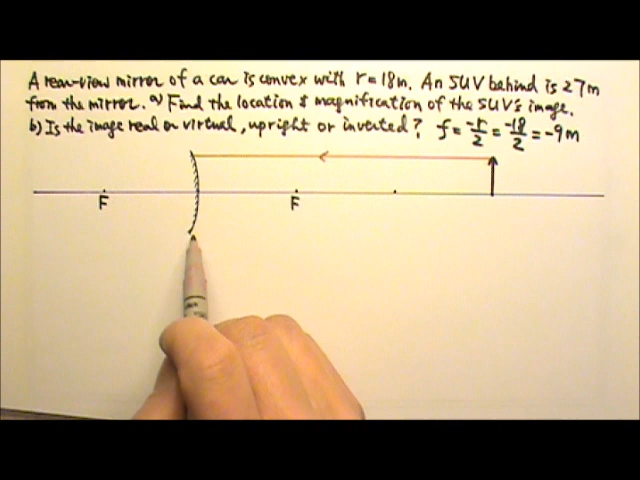 A rear-view mirror of a car is convex with r = 18m. An SUV behind is 27m
from the mirror. a) Find the location & magnification of the SUV's image.
b) Is the image real or virtual, upright or inverted? f = -r/2 = -18/2 = -9m
F F